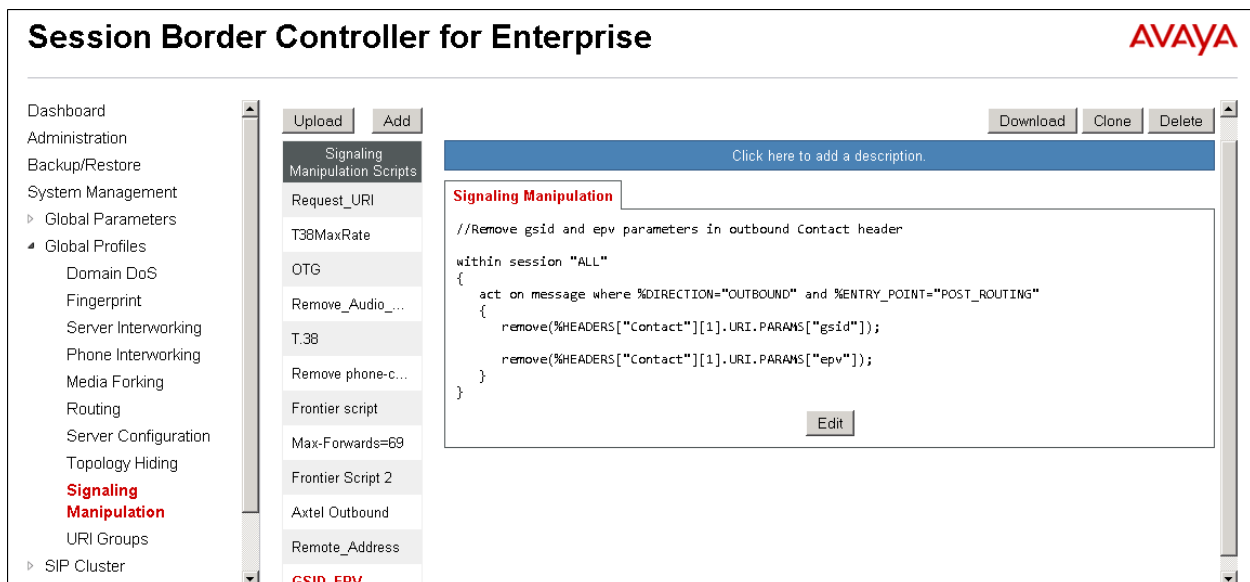 Session Border Controller for Enterprise
AVAYA
Dashboard
Administration
Backup/Restore
System Management
Global Parameters
Global Profiles
Domain DoS
Fingerprint
Server Interworking
Phone Interworking
Media Forking
Routing
Server Configuration
Topology Hiding
Signaling
Manipulation
URI Groups
SIP Cluster
Upload
Add
Signaling
Manipulation Scripts
Request_URI
T38MaxRate
OTG
Remove_Audio_...
T.38
Remove phone-c...
Frontier script
Max-Forwards=69
Frontier Script 2
Axtel Outbound
Remote_Address
GSID_EPV
Download
Clone
Delete
Click here to add a description.
Signaling Manipulation
//Remove gsid and epv parameters in outbound Contact header
within session "ALL"
{
act on message where %DIRECTION="OUTBOUND" and %ENTRY_POINT="POST_ROUTING"
{
remove(%HEADERS["Contact"][1].URI.PARAMS["gsid"]);
remove(%HEADERS["Contact"][1].URI.PARAMS["epv"]);
}
}
Edit